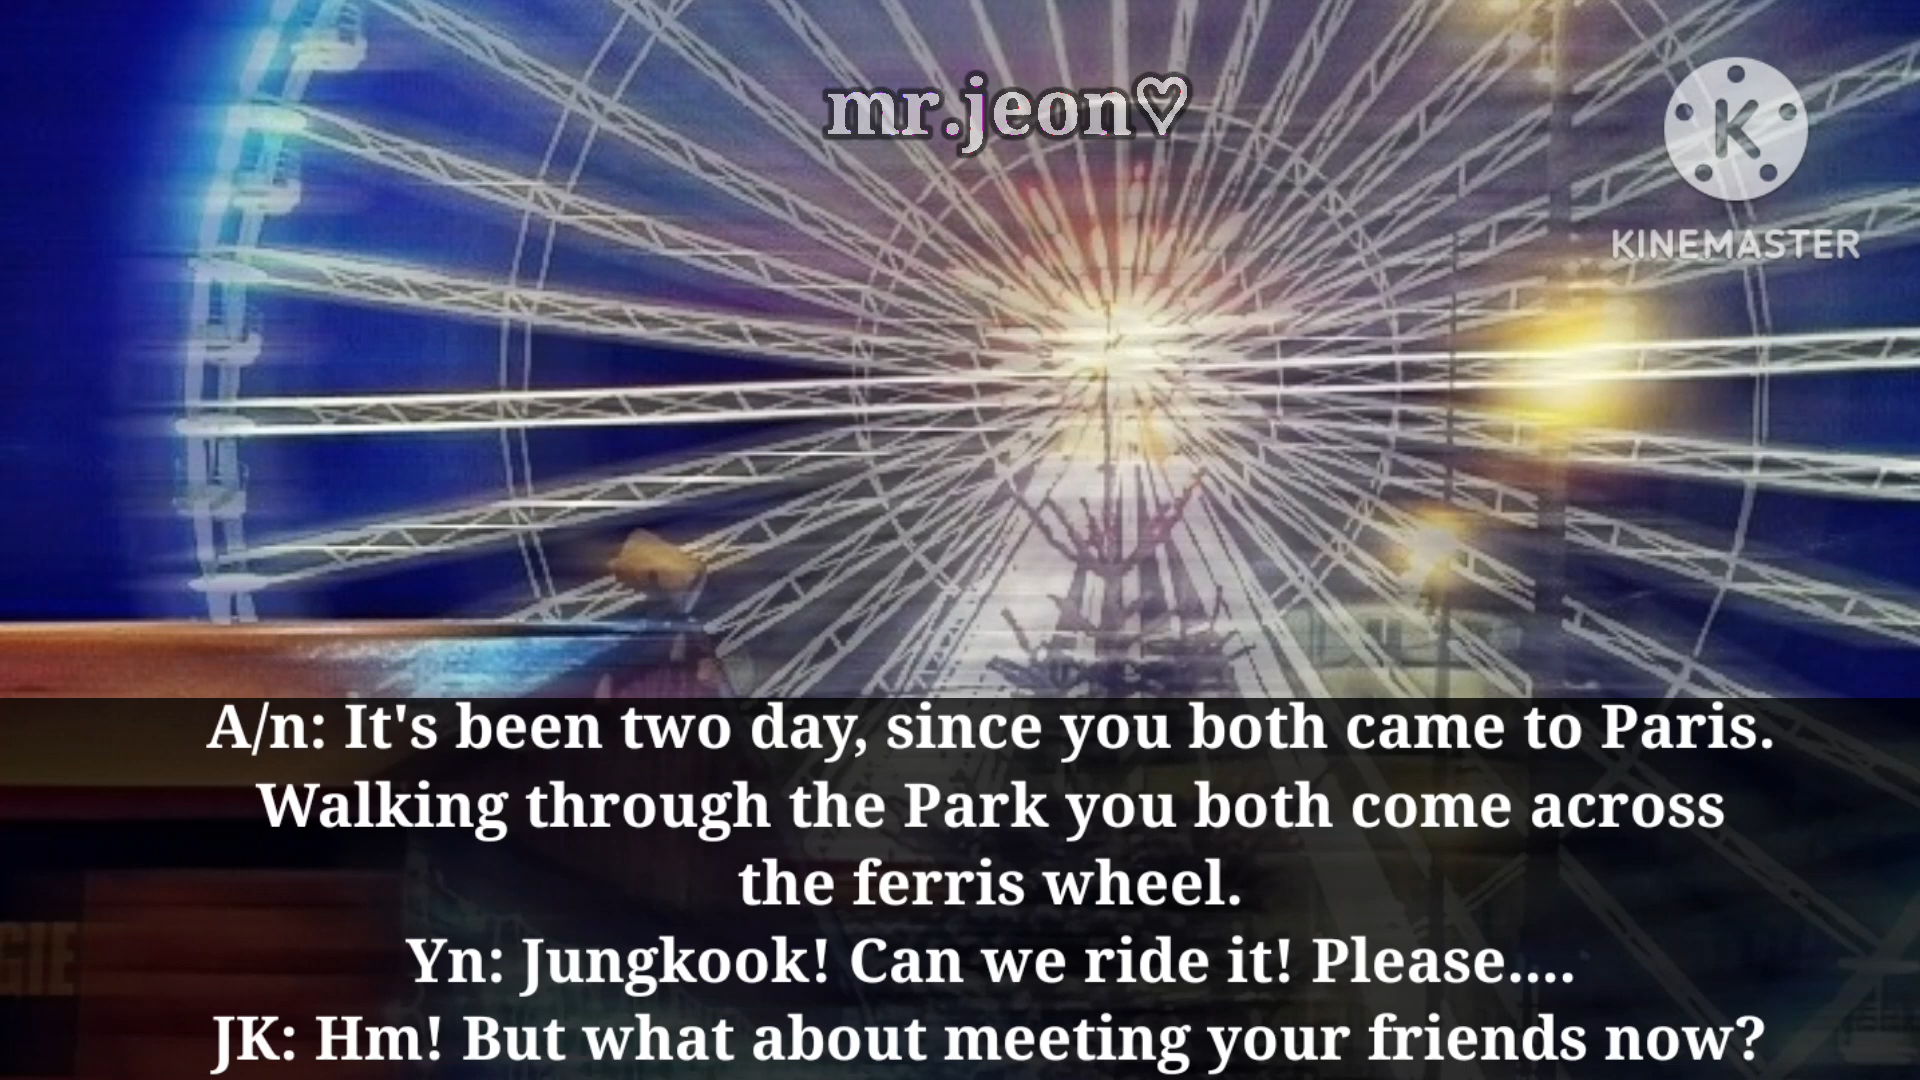 mr.jeon♡
K
KINEMASTER
A/n: It's been two day, since you both came to Paris.
Walking through the Park you both come across
the ferris wheel.
Yn: Jungkook! Can we ride it! Please....
JK: Hm! But what about meeting your friends now?
GIE